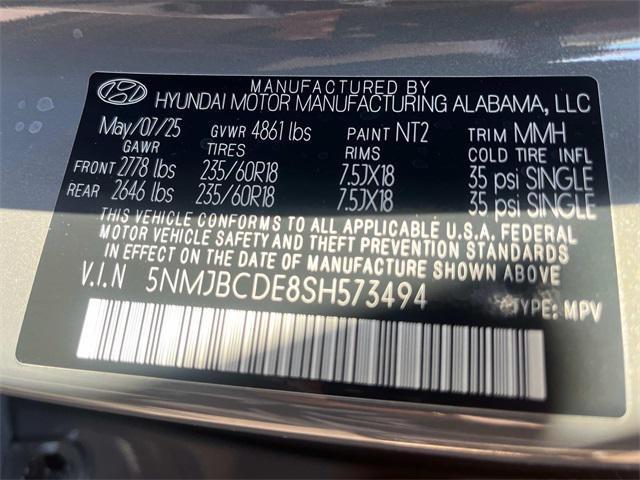 MANUFACTURED BY
HYUNDAI MOTOR MANUFACTURING ALABAMA, LLC
May/07/25 GVWR 4861 lbs PAINT NT2 TRIM MMH
GAWR TIRES RIMS COLD TIRE INFL
FRONT 2778 lbs 235/60R18 7.5JX18 35 psi SINGLE
REAR 2646 lbs 235/60R18 7.5JX18 35 psi SINGLE
THIS VEHICLE CONFORMS TO ALL APPLICABLE U.S.A. FEDERAL
MOTOR VEHICLE SAFETY AND THEFT PREVENTION STANDARDS
IN EFFECT ON THE DATE OF MANUFACTURE SHOWN ABOVE.
V.I.N 5NMJBCDE8SH573494
TYPE: MPV